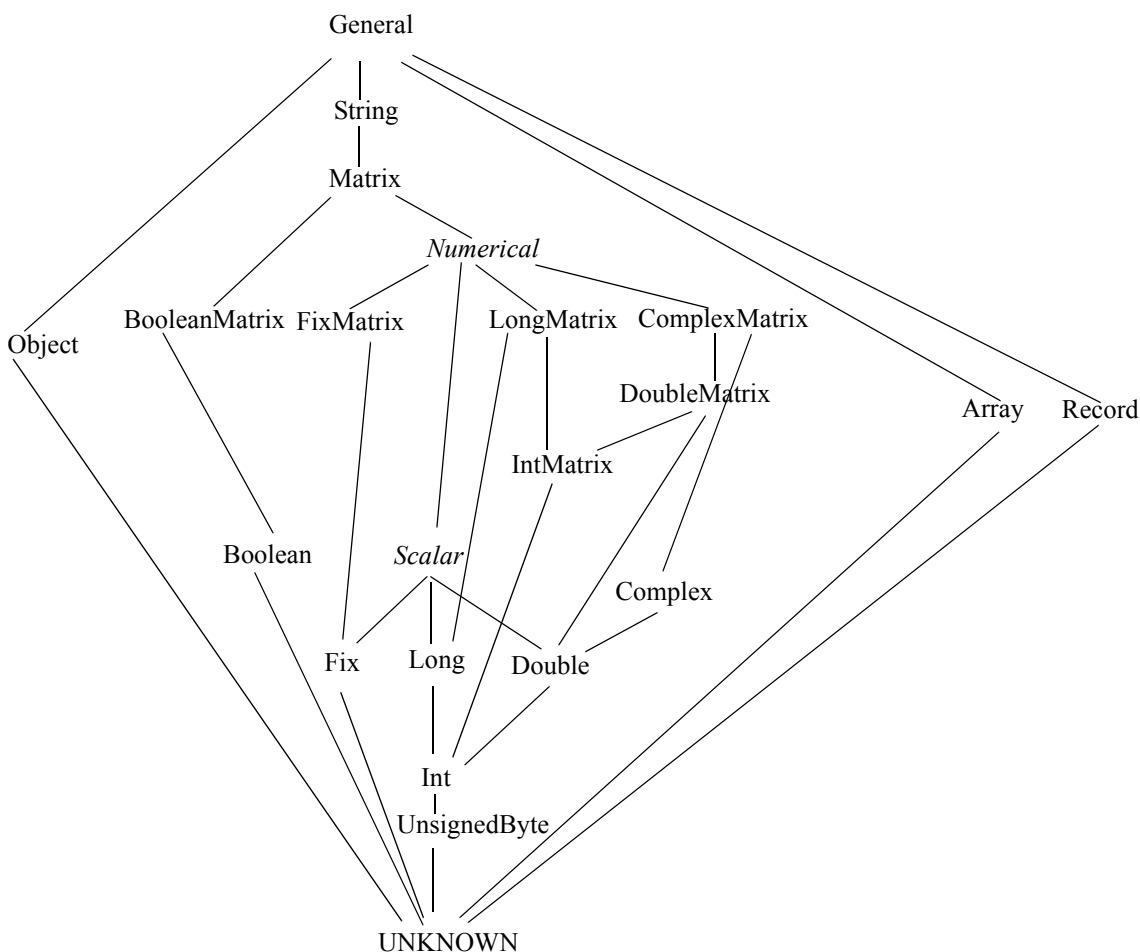 General
String
Matrix
Numerical
BooleanMatrix FixMatrix LongMatrix ComplexMatrix
Object
DoubleMatrix
Array Record
IntMatrix
Boolean Scalar
Complex
Fix Long Double
Int
UnsignedByte
UNKNOWN